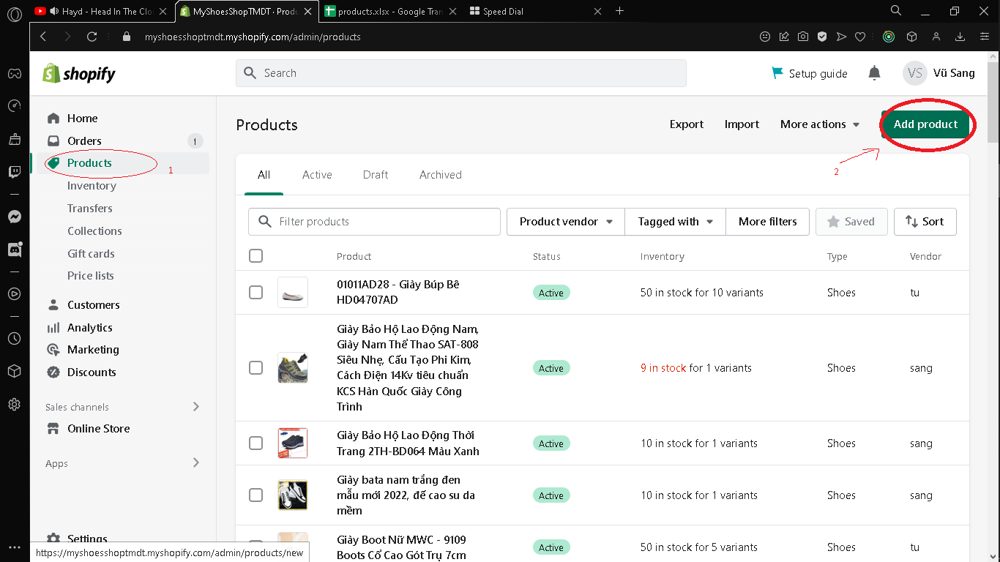 Hayd - Head In The Clo
MyShoesShopTMDT · Produ
products.xlsx - Google Tran
Speed Dial
myshoesshoptmdt.myshopify.com/admin/products
shopify
Search
Setup guide
VS
Vũ Sang
Home
Orders
1
Products
1
Inventory
Transfers
Collections
Gift cards
Price lists
Customers
Analytics
Marketing
Discounts
Sales channels
Online Store
Apps
Settings
Products
Export
Import
More actions
Add product
2
All
Active
Draft
Archived
Filter products
Product vendor
Tagged with
More filters
Saved
Sort
Product
Status
Inventory
Type
Vendor
01011AD28 - Giày Búp Bê
HD04707AD
Active
50 in stock for 10 variants
Shoes
tu
Giày Bảo Hộ Lao Động Nam,
Giày Nam Thể Thao SAT-808
Siêu Nhẹ, Cấu Tạo Phi Kim,
Cách Điện 14Kv tiêu chuẩn
KCS Hàn Quốc Giày Công
Trình
Active
9 in stock for 1 variants
Shoes
sang
Giày Bảo Hộ Lao Động Thời
Trang 2TH-BD064 Màu Xanh
Active
10 in stock for 1 variants
Shoes
sang
Giày bata nam trắng đen
mẫu mới 2022, đế cao su da
mềm
Active
10 in stock for 1 variants
Shoes
sang
Giày Boot Nữ MWC - 9109
Boots Cổ Cao Gót Trụ 7cm
Active
50 in stock for 5 variants
Shoes
tu
https://myshoesshoptmdt.myshopify.com/admin/products/new